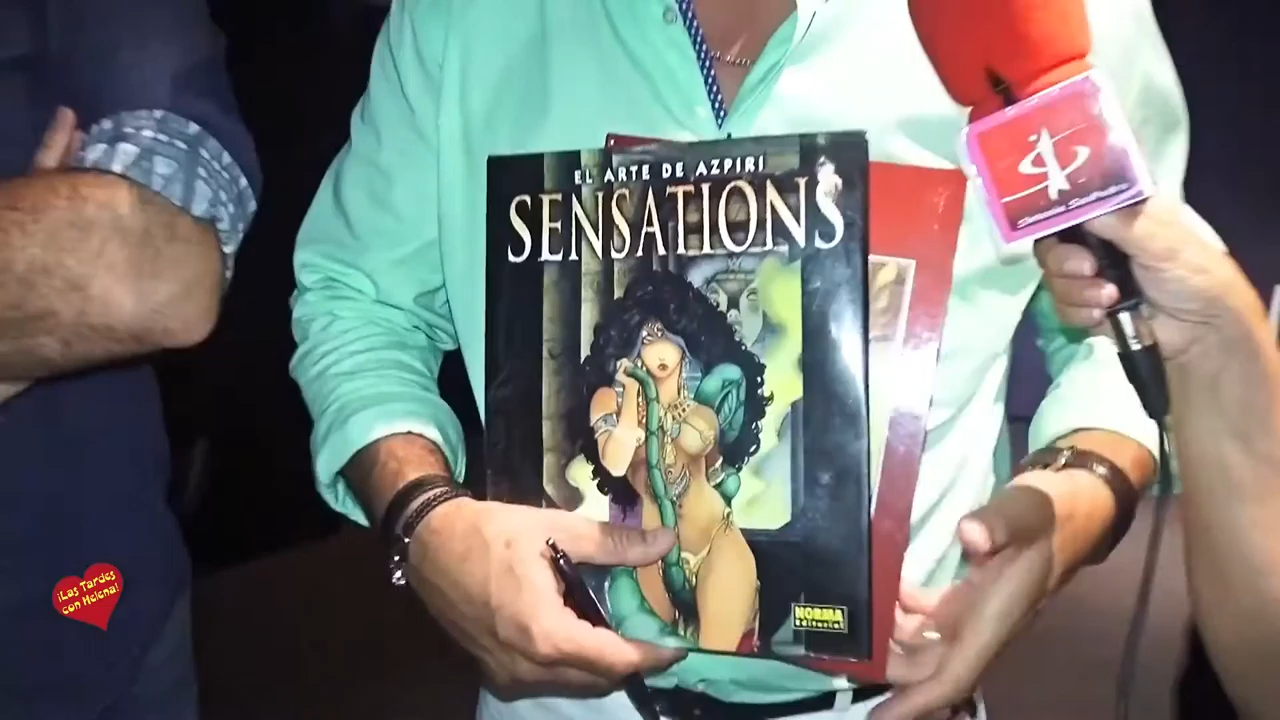 EL ARTE DE AZPIRI
SENSATIONS
NORMA
Editorial
¡Las Tardes
con Helena!